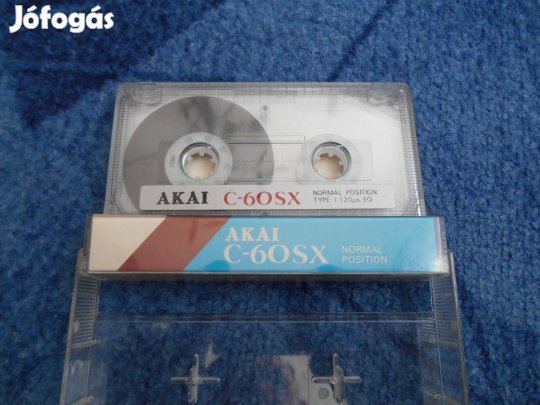 Jófogás
AKAI C-60SX NORMAL POSITION
TYPE I 120μs EQ
AKAI
C-60SX NORMAL
POSITION